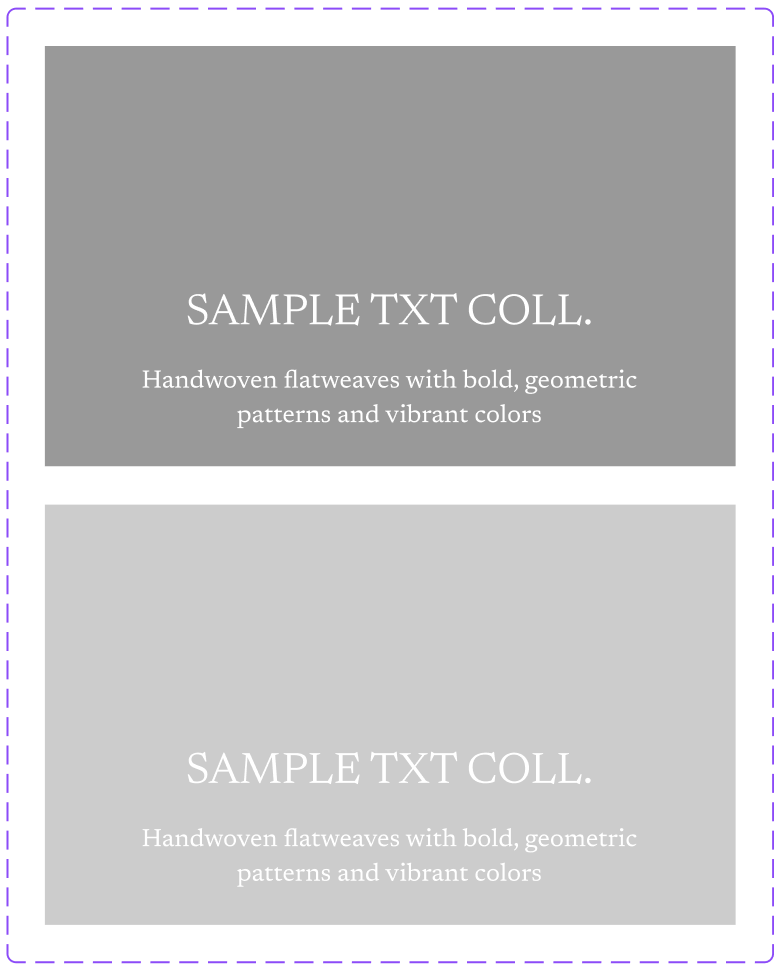 SAMPLE TXT COLL.
Handwoven flatweaves with bold, geometric
patterns and vibrant colors
SAMPLE TXT COLL.
Handwoven flatweaves with bold, geometric
patterns and vibrant colors